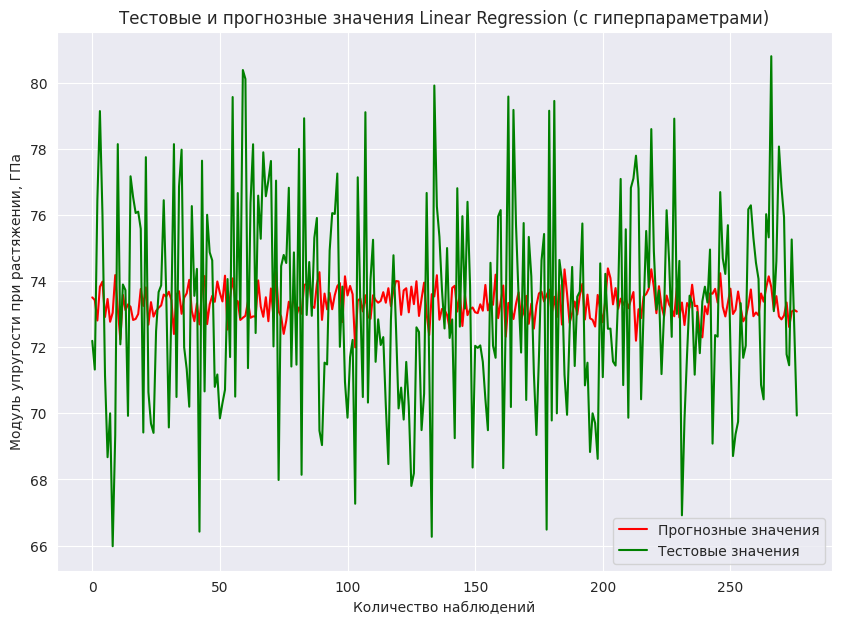 Тестовые и прогнозные значения Linear Regression (с гиперпараметрами)
Модуль упругости при растяжении, ГПа
80
78
76
74
72
70
68
66
0
50
100
150
200
250
Количество наблюдений
Прогнозные значения
Тестовые значения